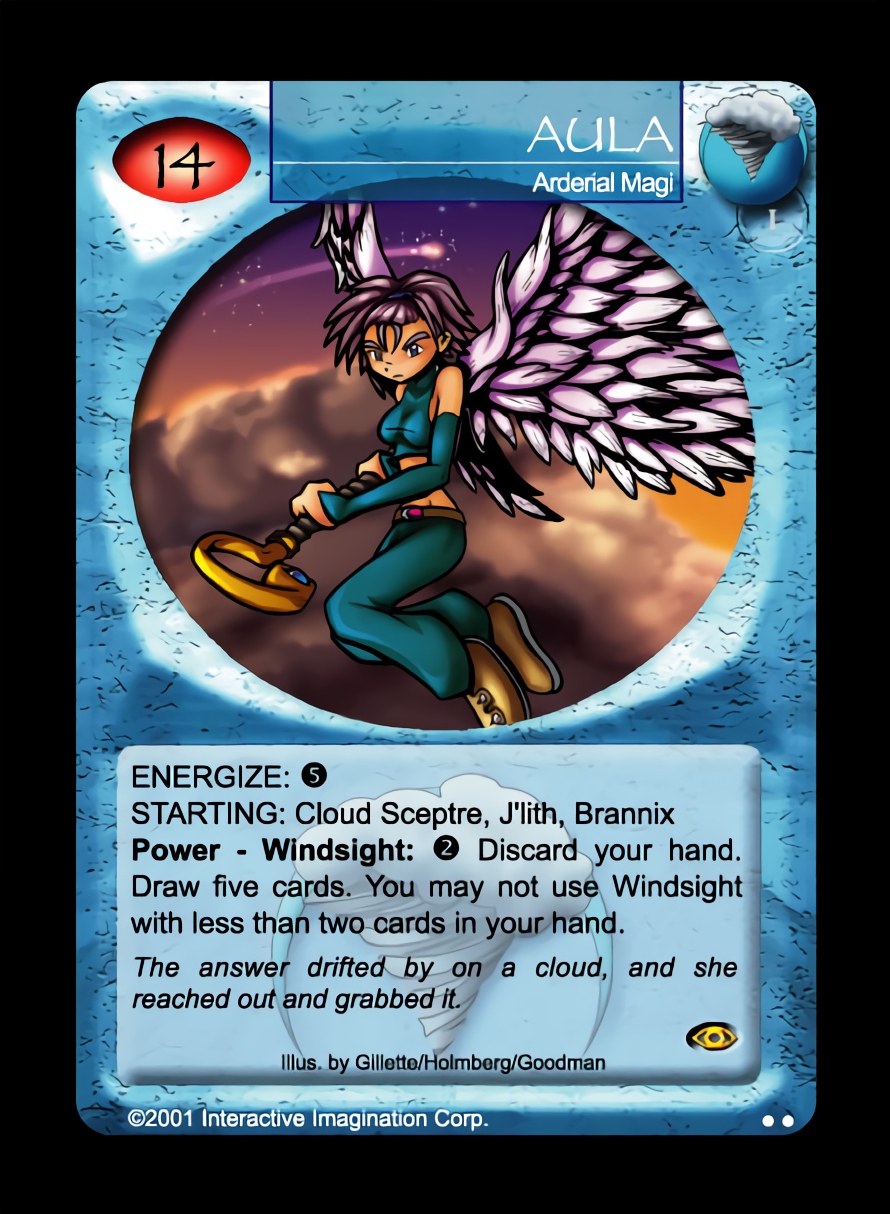 14
AULA
Arderial Magi
I
ENERGIZE: ❺
STARTING: Cloud Sceptre, J'lith, Brannix
Power - Windsight: ❷ Discard your hand.
Draw five cards. You may not use Windsight
with less than two cards in your hand.
The answer drifted by on a cloud, and she
reached out and grabbed it.
Illus. by Gillette/Holmberg/Goodman
©2001 Interactive Imagination Corp.